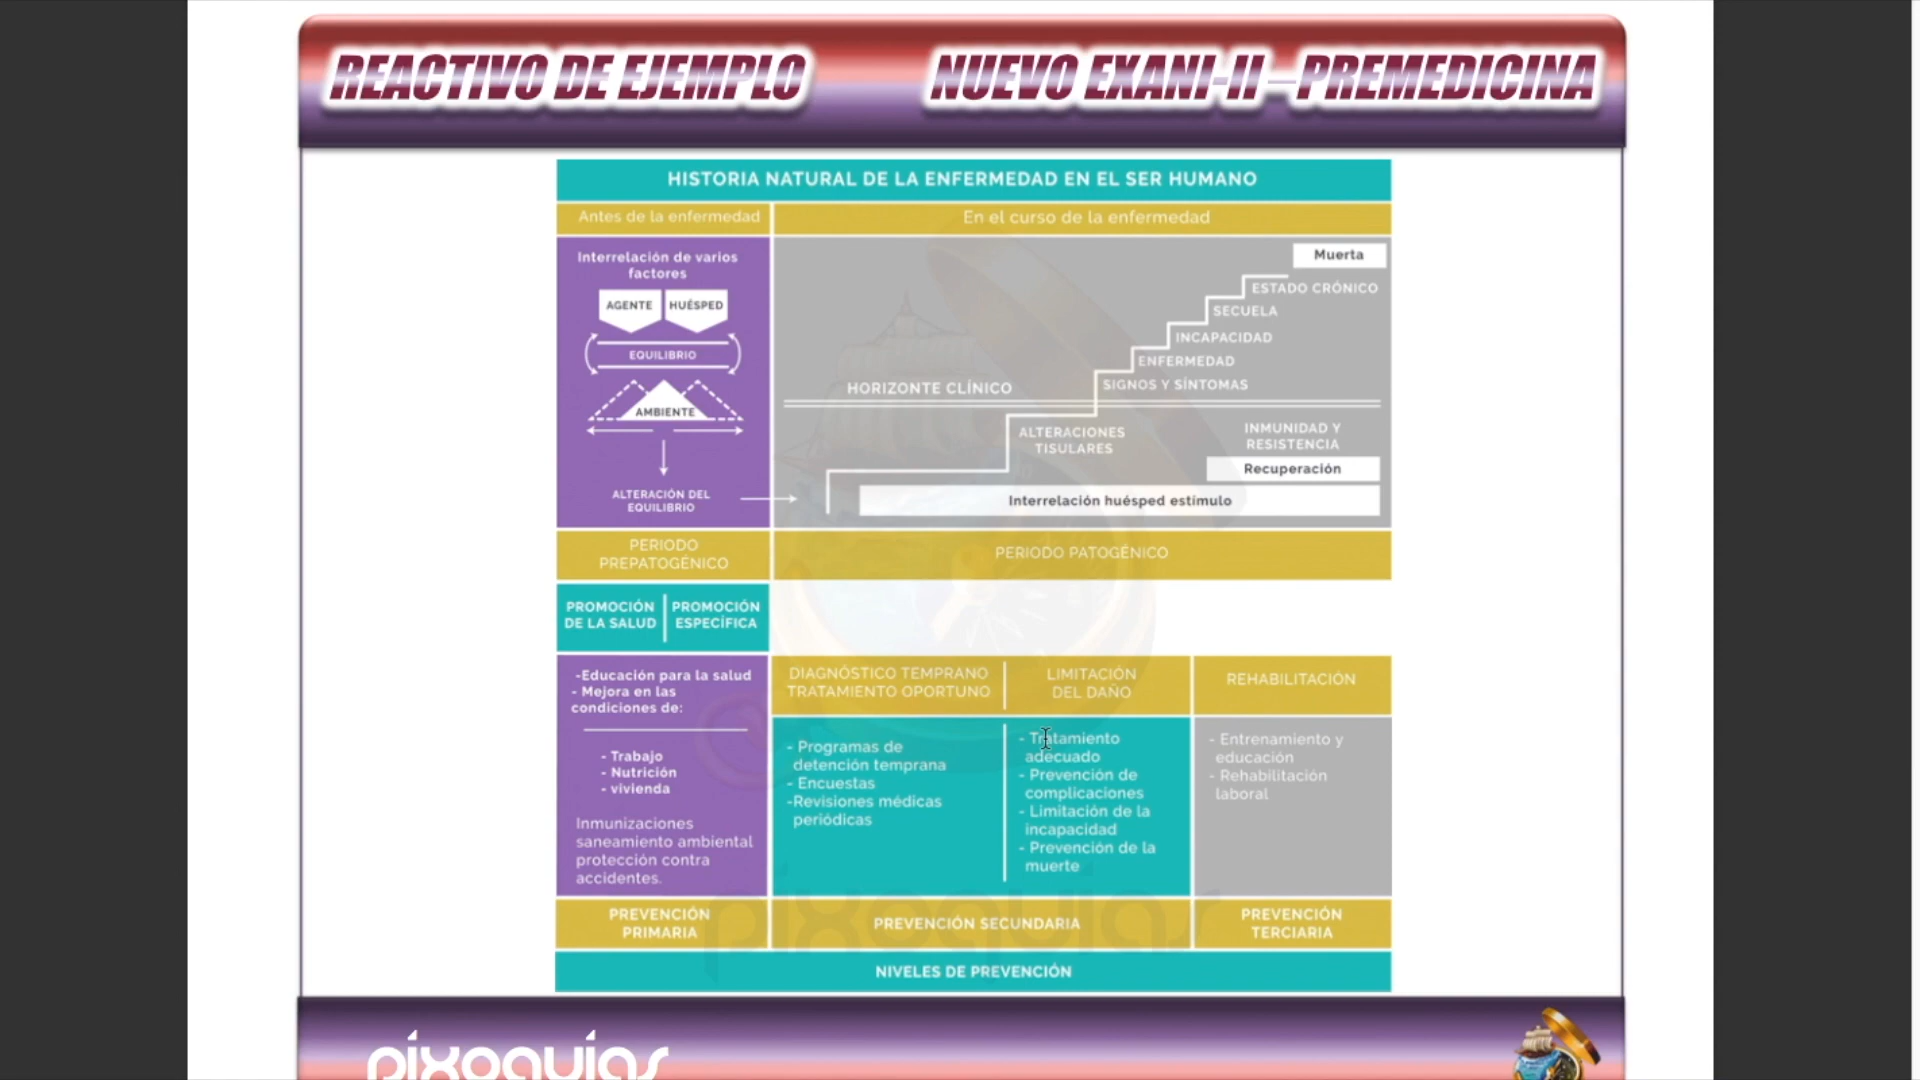 REACTIVO DE EJEMPLO
NUEVO EXANI-II - PREMEDICINA
HISTORIA NATURAL DE LA ENFERMEDAD EN EL SER HUMANO
Antes de la enfermedad
En el curso de la enfermedad
Interrelación de varios
factores
AGENTE
HUÉSPED
EQUILIBRIO
AMBIENTE
ALTERACIÓN DEL
EQUILIBRIO
Muerta
ESTADO CRÓNICO
SECUELA
INCAPACIDAD
ENFERMEDAD
SIGNOS Y SÍNTOMAS
HORIZONTE CLÍNICO
ALTERACIONES
TISULARES
INMUNIDAD Y
RESISTENCIA
Recuperación
Interrelación huésped estímulo
PERIODO
PREPATOGÉNICO
PERIODO PATOGÉNICO
PROMOCIÓN
DE LA SALUD
PROMOCIÓN
ESPECÍFICA
-Educación para la salud
- Mejora en las
condiciones de:
- Trabajo
- Nutrición
- vivienda
Inmunizaciones
saneamiento ambiental
protección contra
accidentes.
DIAGNÓSTICO TEMPRANO
TRATAMIENTO OPORTUNO
LIMITACIÓN
DEL DAÑO
REHABILITACIÓN
- Programas de
detención temprana
- Encuestas
-Revisiones médicas
periódicas
- Tratamiento
adecuado
- Prevención de
complicaciones
- Limitación de la
incapacidad
- Prevención de la
muerte
- Entrenamiento y
educación
- Rehabilitación
laboral
PREVENCIÓN
PRIMARIA
PREVENCIÓN SECUNDARIA
PREVENCIÓN
TERCIARIA
NIVELES DE PREVENCIÓN
pixoquias
pixoquias